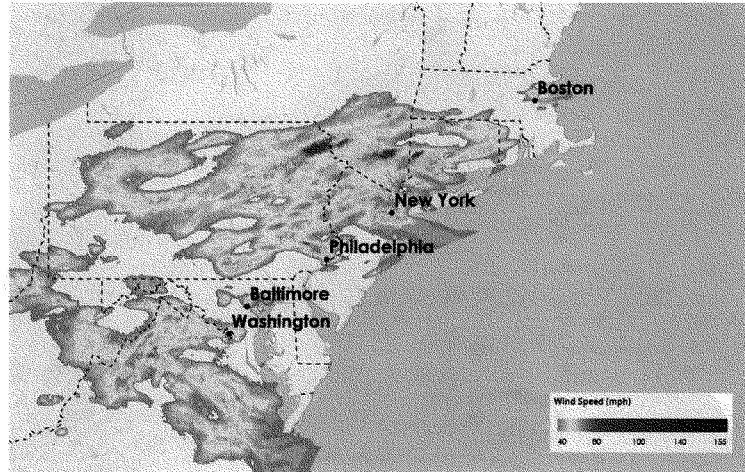 Boston
New York
Philadelphia
Baltimore
Washington
Wind Speed (mph)
40 80 100 140 155